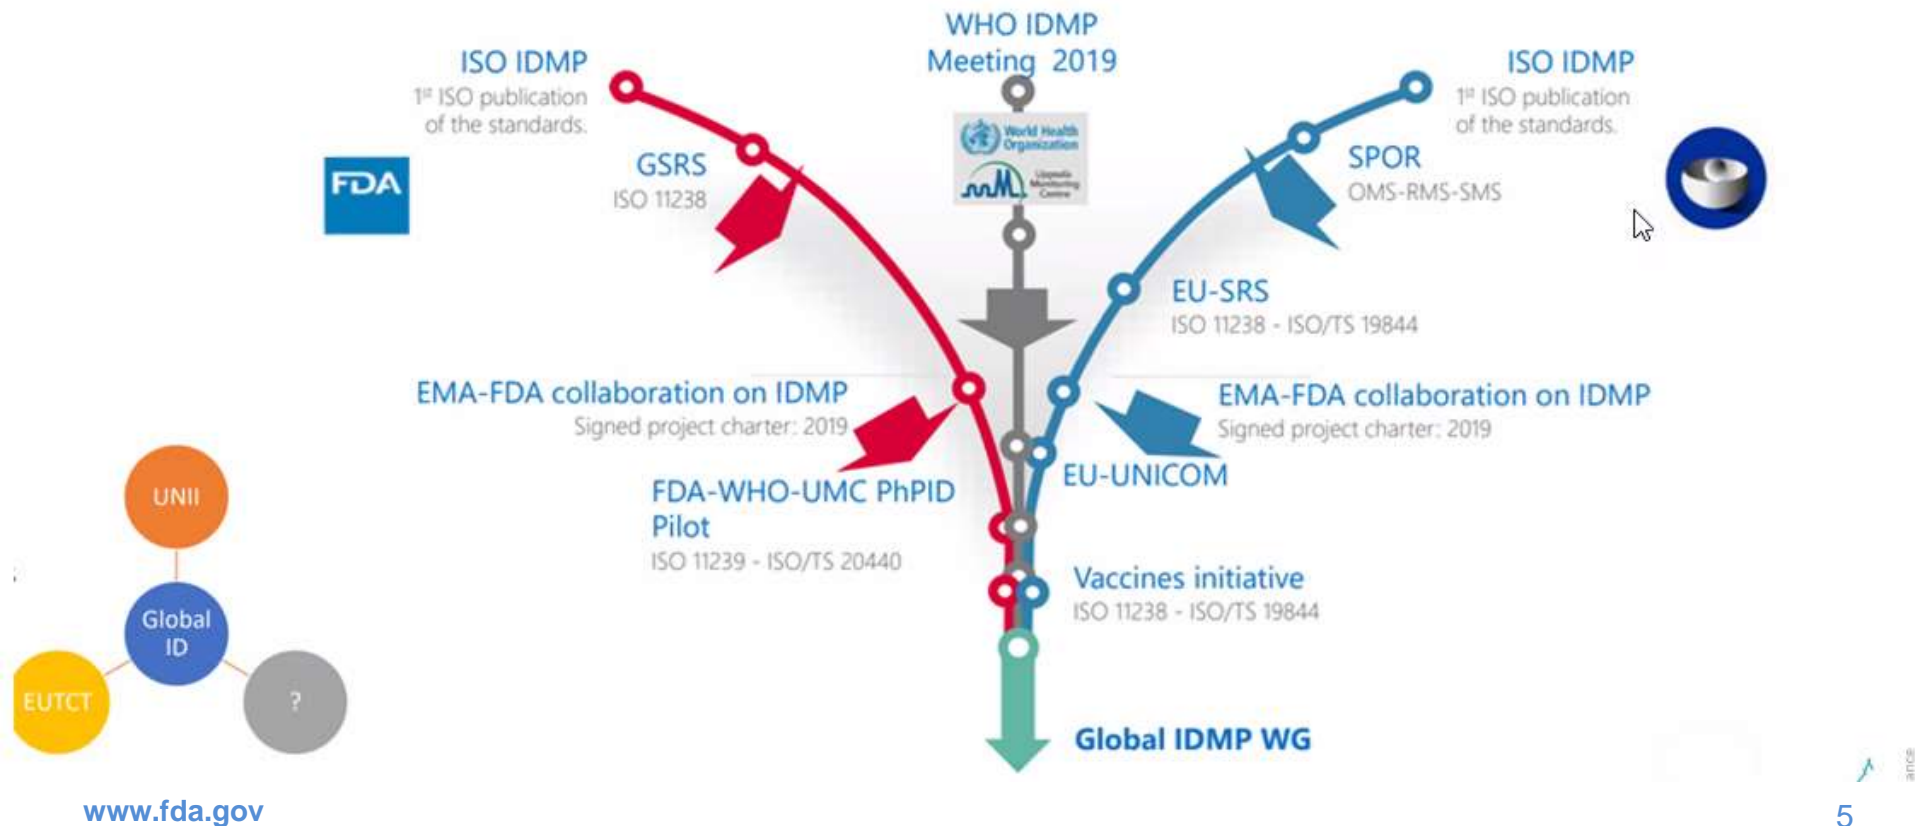 WHO IDMP
Meeting 2019
ISO IDMP
1st ISO publication
of the standards.
GSRS
ISO 11238
FDA
World Health
Organization
Uppsala
Monitoring
Centre
ISO IDMP
1st ISO publication
of the standards.
SPOR
OMS-RMS-SMS
EU-SRS
ISO 11238 - ISO/TS 19844
EMA-FDA collaboration on IDMP
Signed project charter: 2019
EMA-FDA collaboration on IDMP
Signed project charter: 2019
FDA-WHO-UMC PhPID
Pilot
ISO 11239 - ISO/TS 20440
EU-UNICOM
Vaccines initiative
ISO 11238 - ISO/TS 19844
Global IDMP WG
UNII
Global
ID
EUTCT
?
ance
www.fda.gov
5